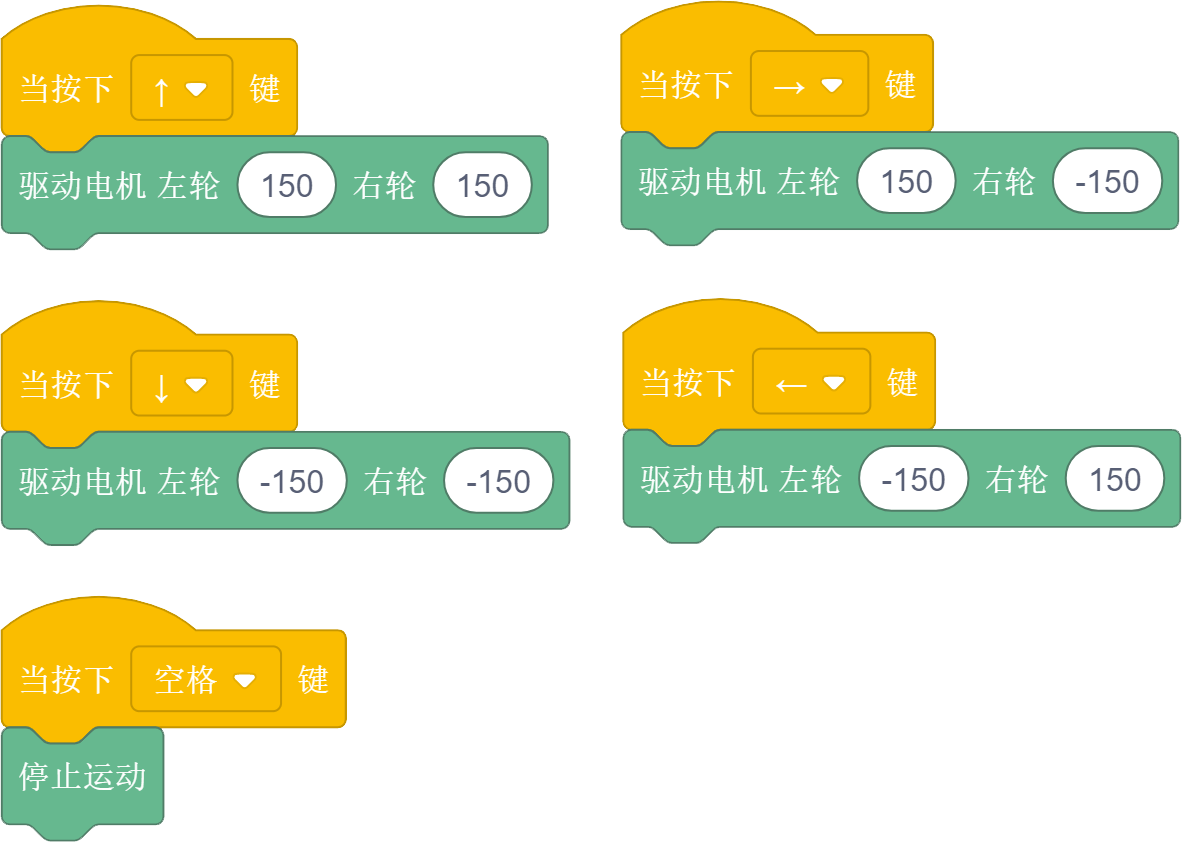 当按下 ↑ 键
驱动电机 左轮 150 右轮 150
当按下 → 键
驱动电机 左轮 150 右轮 -150
当按下 ↓ 键
驱动电机 左轮 -150 右轮 -150
当按下 ← 键
驱动电机 左轮 -150 右轮 150
当按下 空格 键
停止运动